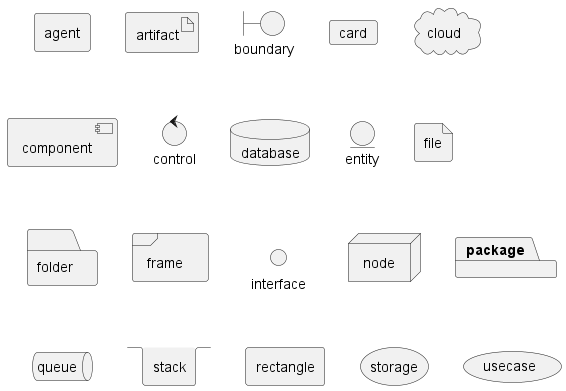 agent
artifact
boundary
card
cloud
component
control
database
entity
file
folder
frame
interface
node
package
queue
stack
rectangle
storage
usecase